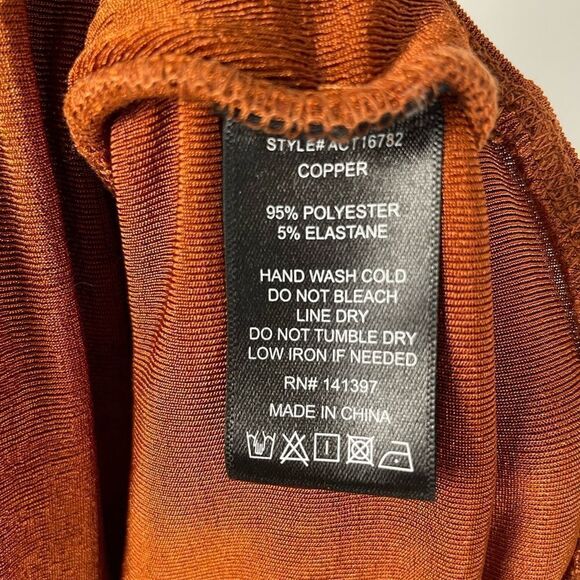 STYLE# ACT16782
COPPER
95% POLYESTER
5% ELASTANE
HAND WASH COLD
DO NOT BLEACH
LINE DRY
DO NOT TUMBLE DRY
LOW IRON IF NEEDED
RN# 141397
MADE IN CHINA